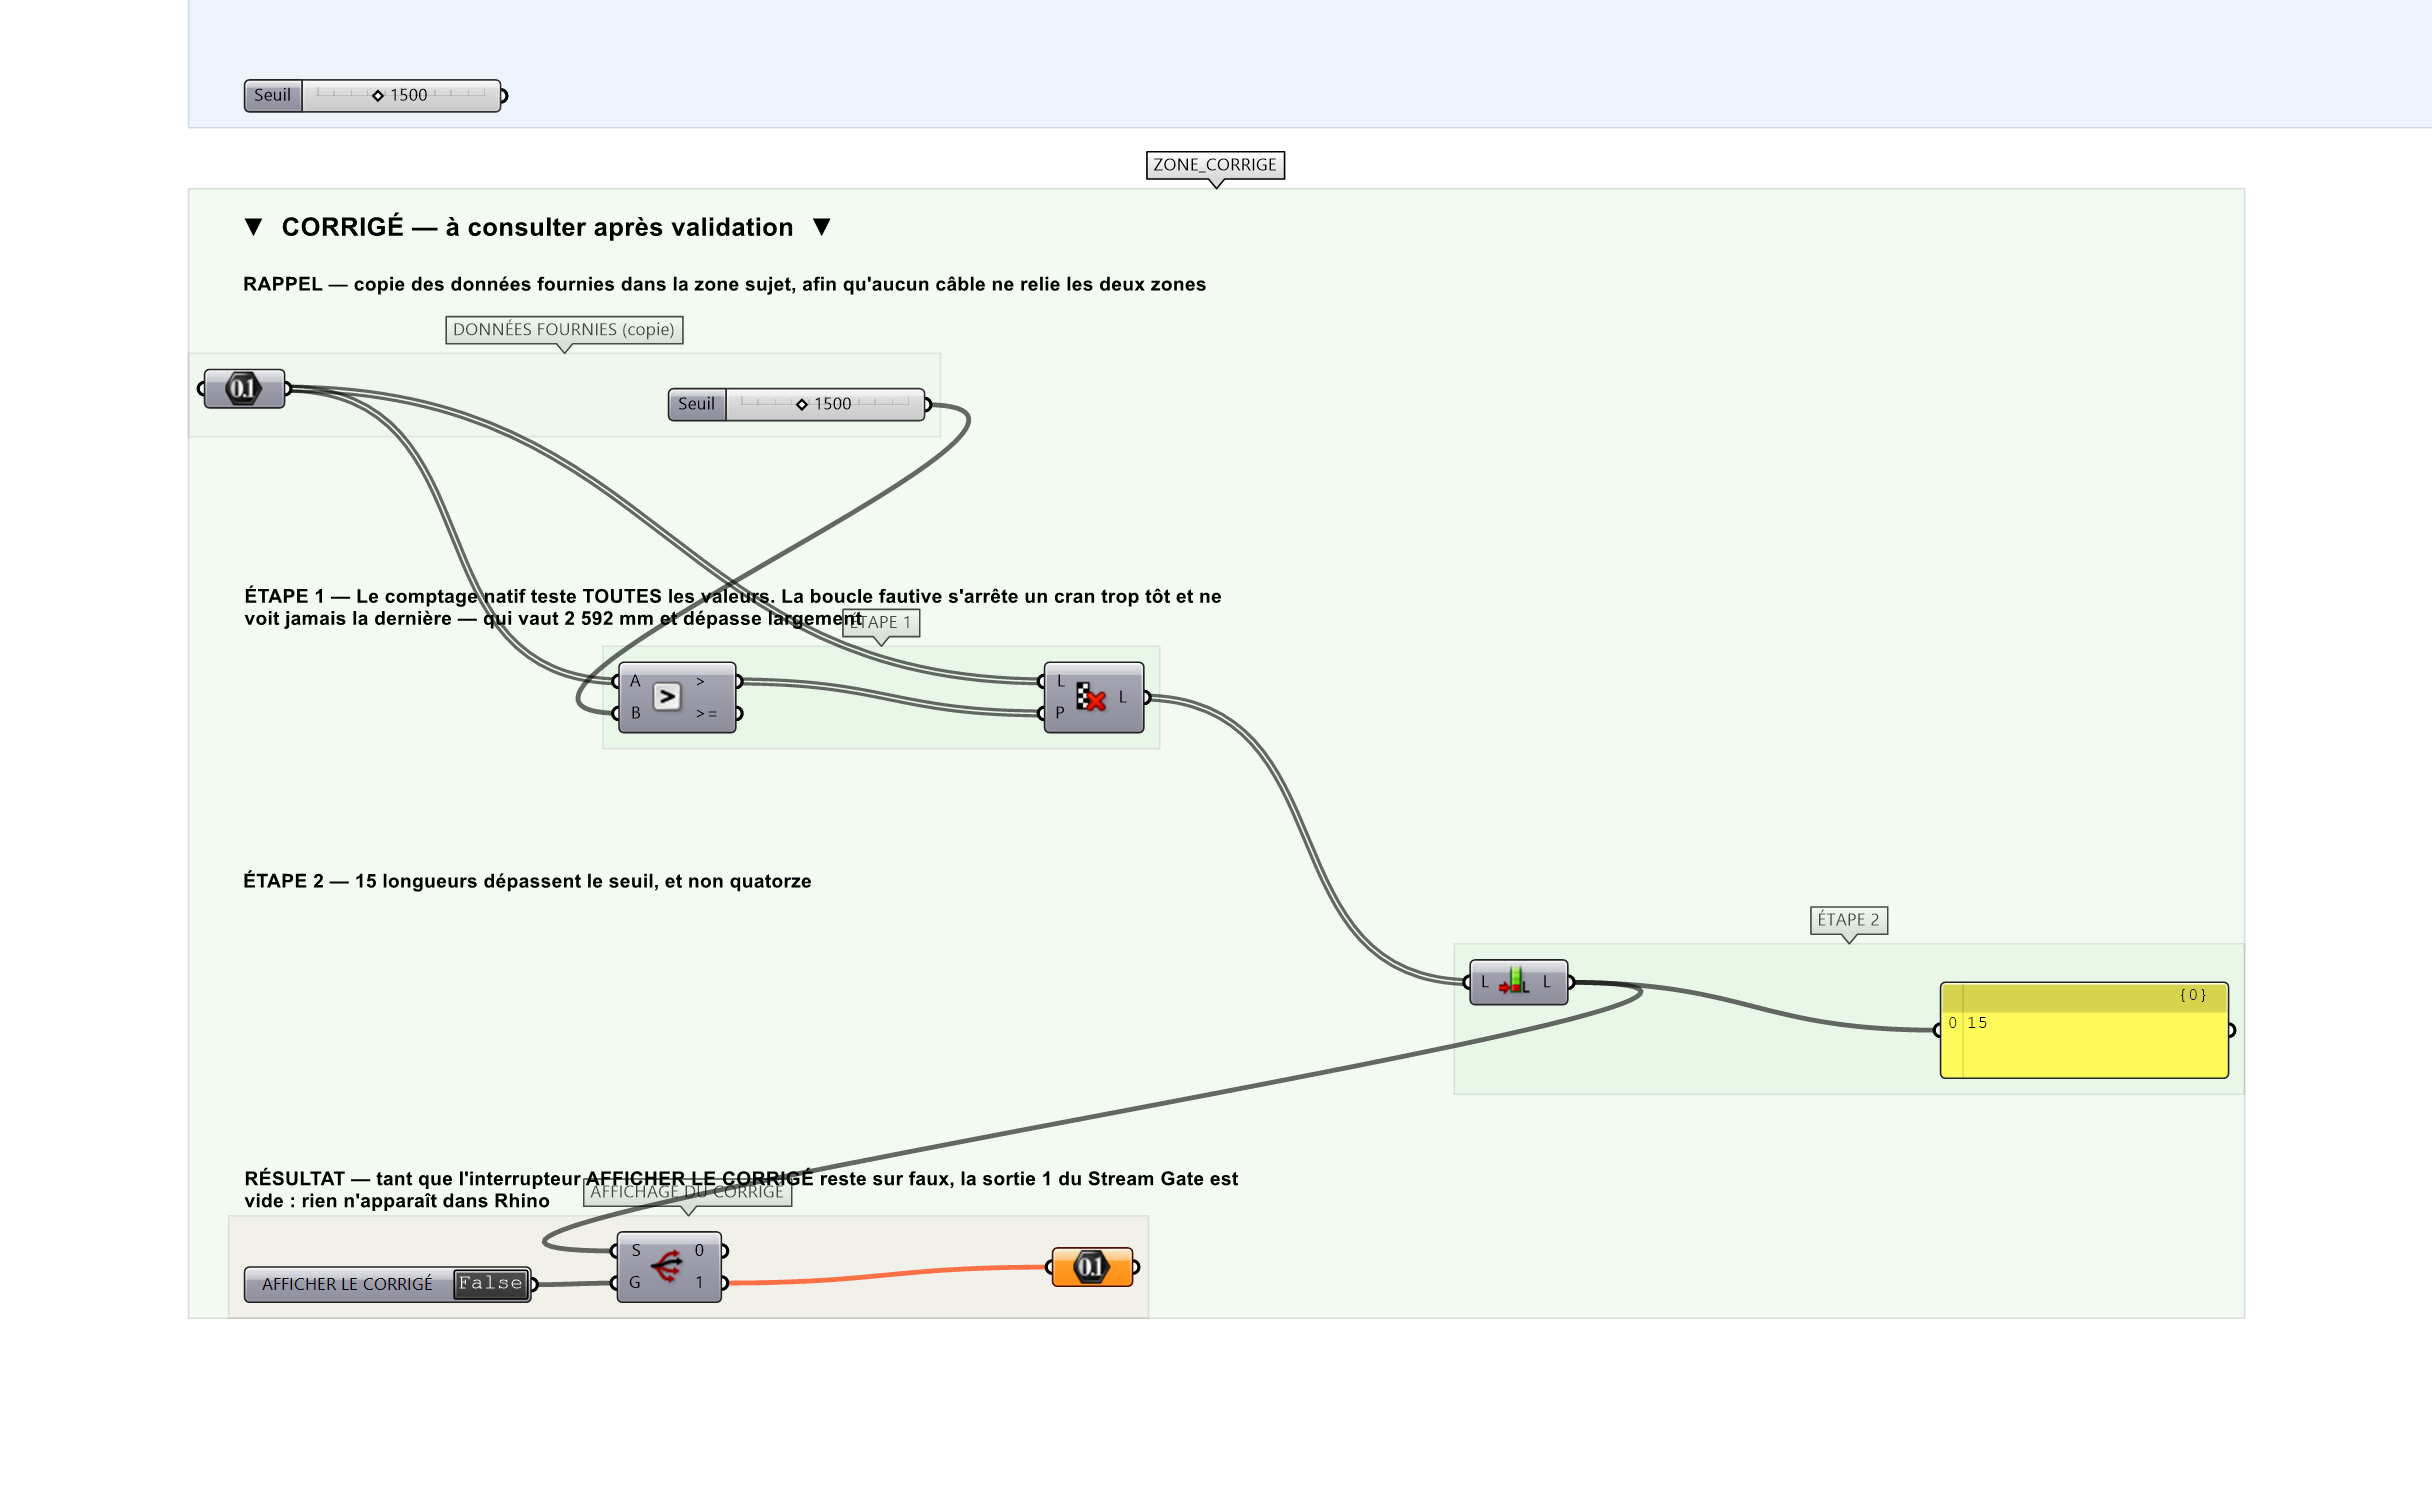 Seuil 1500
ZONE_CORRIGE
▼ CORRIGÉ — à consulter après validation ▼
RAPPEL — copie des données fournies dans la zone sujet, afin qu'aucun câble ne relie les deux zones
DONNÉES FOURNIES (copie)
0.1
Seuil 1500
ÉTAPE 1 — Le comptage natif teste TOUTES les valeurs. La boucle fautive s'arrête un cran trop tôt et ne
voit jamais la dernière — qui vaut 2 592 mm et dépasse largement
ÉTAPE 1
A > >
B >=
L L
P
ÉTAPE 2 — 15 longueurs dépassent le seuil, et non quatorze
ÉTAPE 2
L L L
{0}
0 15
RÉSULTAT — tant que l'interrupteur AFFICHER LE CORRIGÉ reste sur faux, la sortie 1 du Stream Gate est
vide : rien n'apparaît dans Rhino
AFFICHAGE DU CORRIGÉ
S 0
G 1
AFFICHER LE CORRIGÉ False
0.1